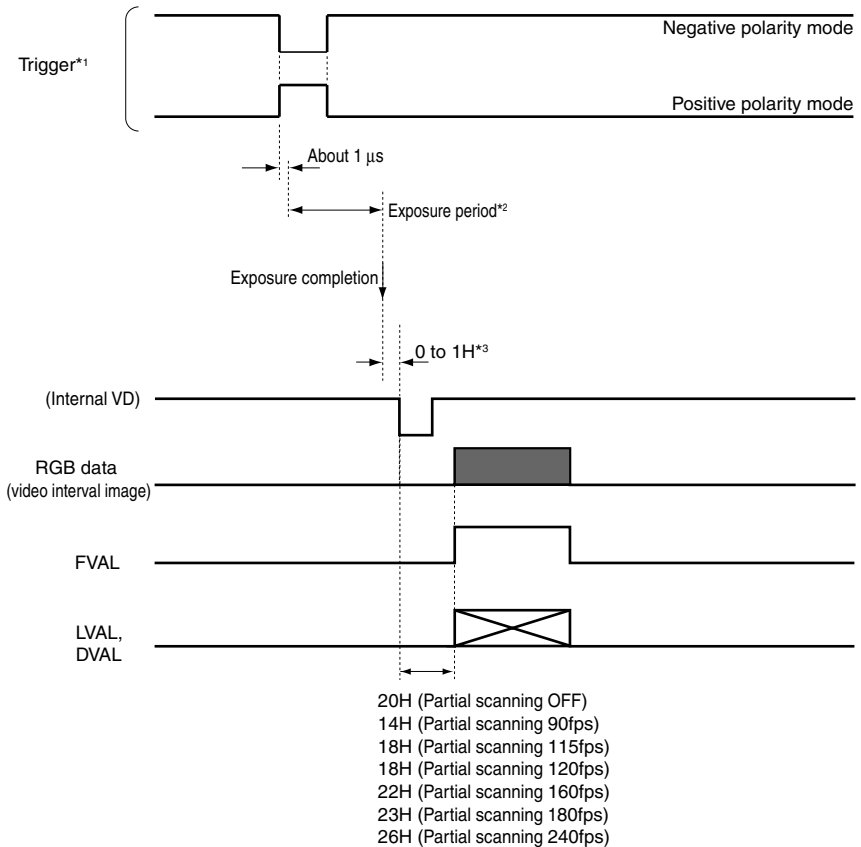 Negative polarity mode
Trigger*1
Positive polarity mode
About 1 μs
Exposure period*2
Exposure completion
0 to 1H*3
(Internal VD)
RGB data
(video interval image)
FVAL
LVAL,
DVAL
20H (Partial scanning OFF)
14H (Partial scanning 90fps)
18H (Partial scanning 115fps)
18H (Partial scanning 120fps)
22H (Partial scanning 160fps)
23H (Partial scanning 180fps)
26H (Partial scanning 240fps)